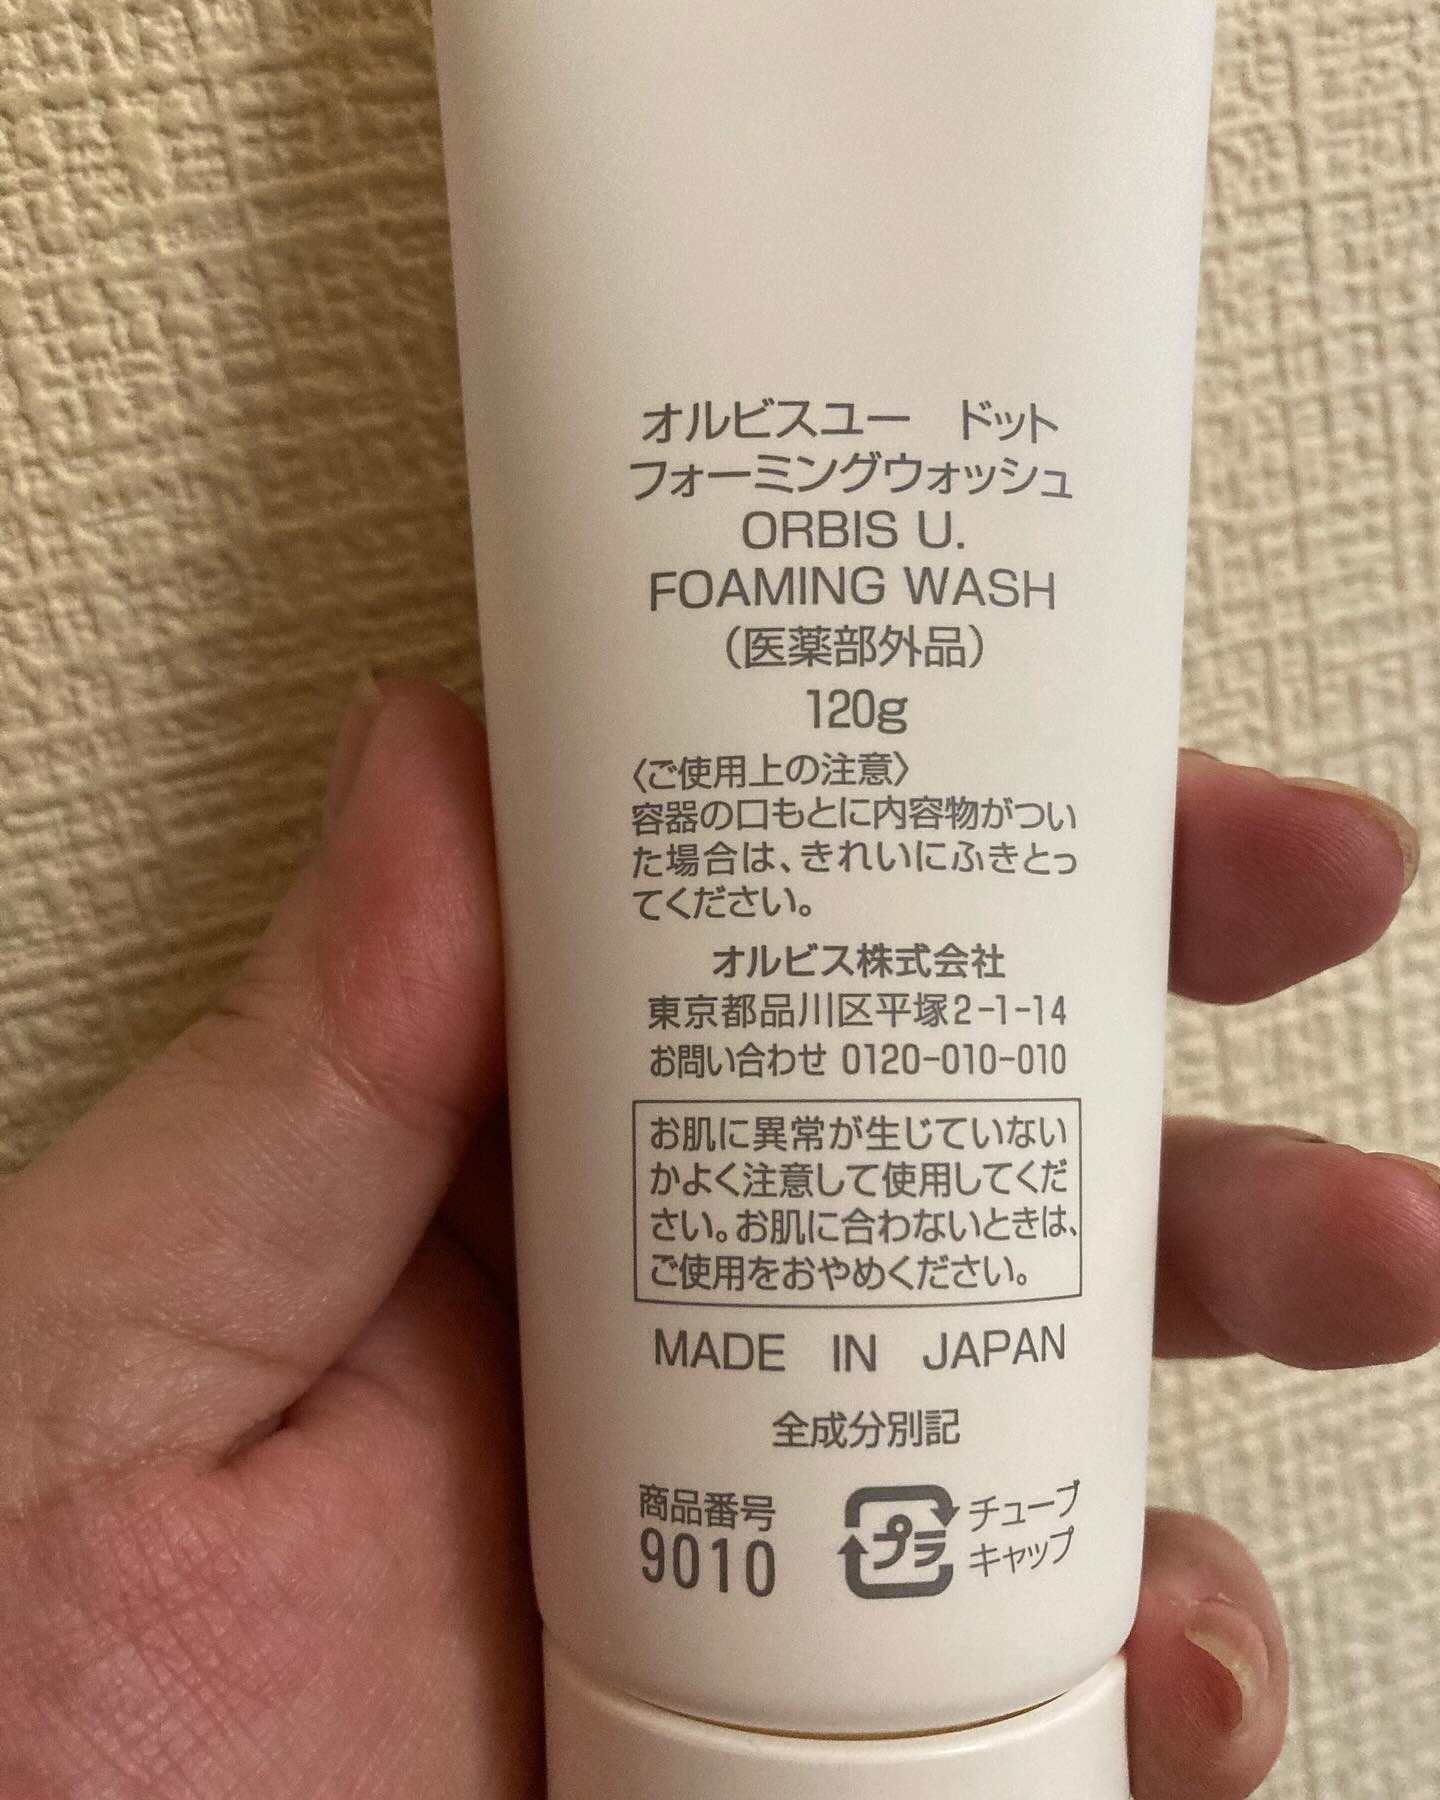 オルビスユー ドット
フォーミングウォッシュ
ORBIS U.
FOAMING WASH
(医薬部外品)
120g
〈ご使用上の注意〉
容器の口もとに内容物がつい
た場合は、きれいにふきとっ
てください。
オルビス株式会社
東京都品川区平塚2-1-14
お問い合わせ 0120-010-010
お肌に異常が生じていない
かよく注意して使用してくだ
さい。お肌に合わないときは、
ご使用をおやめください。
MADE IN JAPAN
全成分別記
商品番号
9010
プラ
チューブ
キャップ